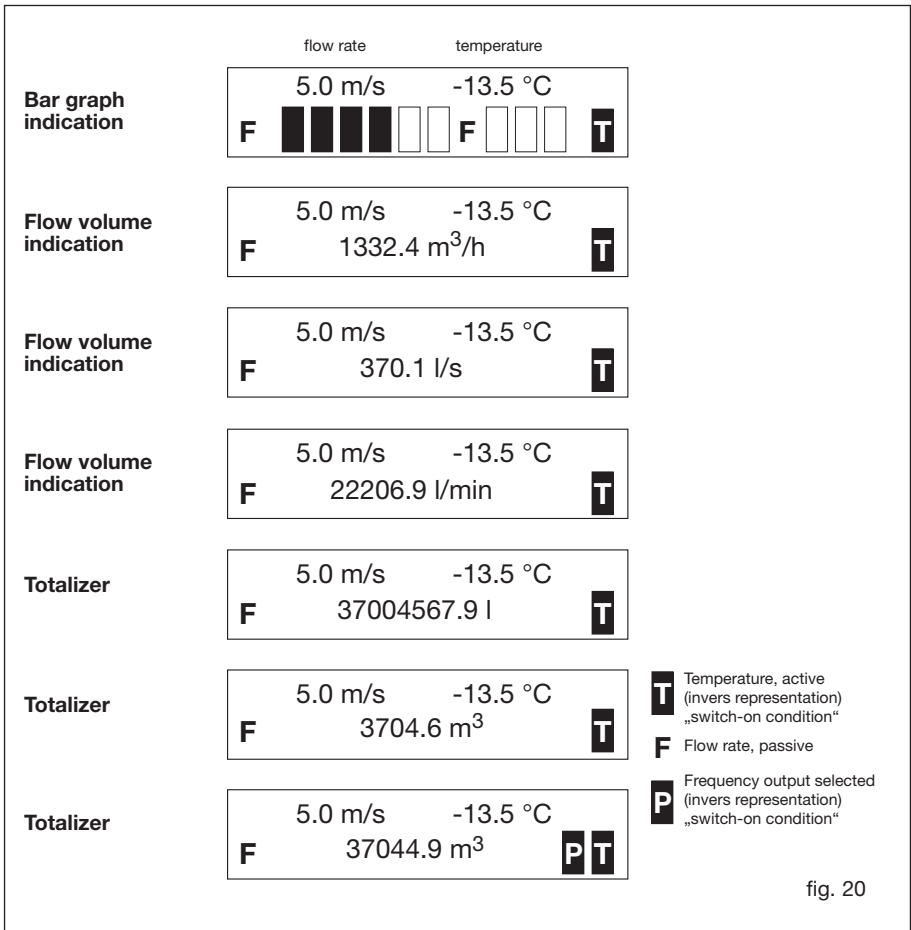 flow rate temperature
Bar graph
indication
5.0 m/s -13.5 °C
F F T
Flow volume
indication
5.0 m/s -13.5 °C
F 1332.4 m³/h T
Flow volume
indication
5.0 m/s -13.5 °C
F 370.1 l/s T
Flow volume
indication
5.0 m/s -13.5 °C
F 22206.9 l/min T
Totalizer
5.0 m/s -13.5 °C
F 37004567.9 l T
Totalizer
5.0 m/s -13.5 °C
F 3704.6 m³ T
Totalizer
5.0 m/s -13.5 °C
F 37044.9 m³ P T
T Temperature, active
(invers representation)
„switch-on condition“
F Flow rate, passive
P Frequency output selected
(invers representation)
„switch-on condition“
fig. 20